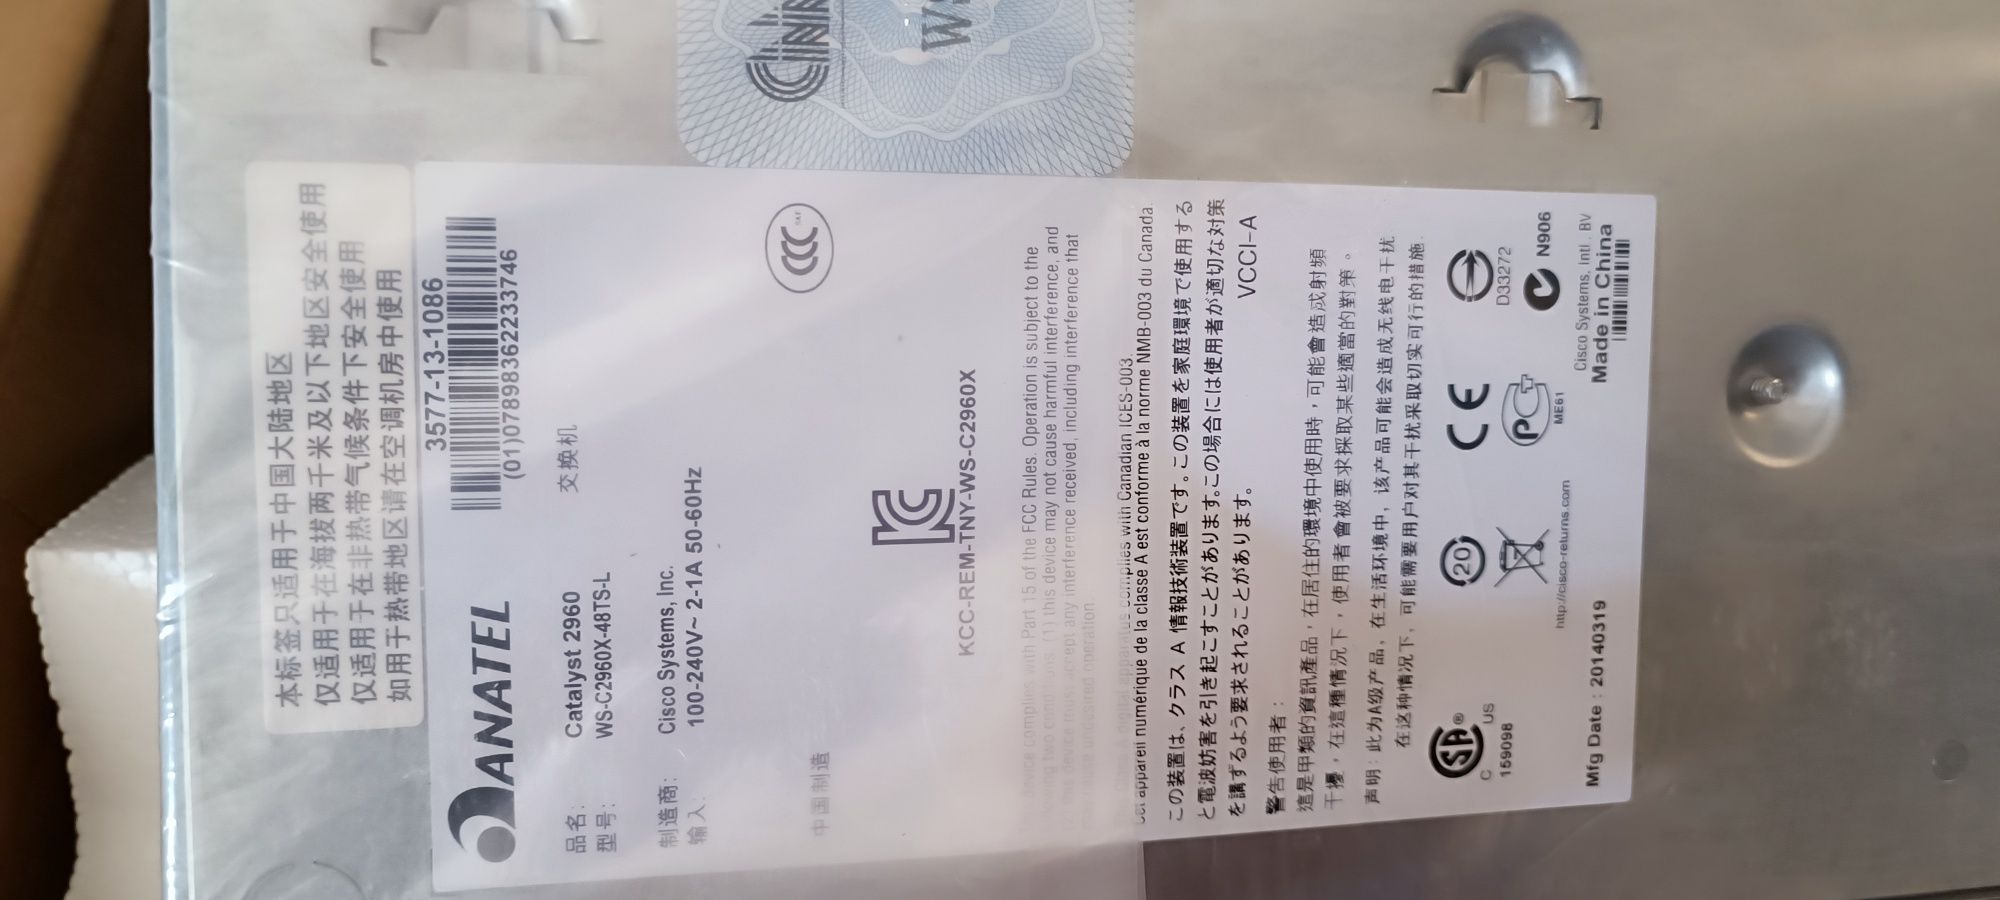 本标签只适用于中国大陆地区
仅适用于在海拔两千米及以下地区安全使用
仅适用于在非热带气候条件下安全使用
如用于热带地区请在空调机房中使用
ANATEL
3577-13-1086
(01)07898362233746
品名: Catalyst 2960 交换机
型号: WS-C2960X-48TS-L
制造商: Cisco Systems, Inc.
输入: 100-240V~ 2-1A 50-60Hz
CCC
中国制造
KCC-REM-TNY-WS-C2960X
device complies with Part 15 of the FCC Rules. Operation is subject to the
two conditions (1) this device may not cause harmful interference, and
this device must accept any interference received, including interference that
undesired operation.
Class A digital apparatus complies with Canadian ICES-003.
Cet appareil numérique de la classe A est conforme à la norme NMB-003 du Canada.
この装置は、クラス A 情報技術装置です。この装置を家庭環境で使用する
と電波妨害を引き起こすことがあります。この場合には使用者が適切な対策
を講ずるよう要求されることがあります。 VCCI-A
警告使用者：
這是甲類的資訊產品，在居住的環境中使用時，可能會造成射頻
干擾，在這種情況下，使用者會被要求採取某些適當的對策。
声明：此为A级产品，在生活环境中，该产品可能会造成无线电干扰
在这种情况下，可能需要用户对其干扰采取切实可行的措施.
SA®
C US
159098
20
CE
D33272
PC
ME61
N906
http://cisco-returns.com
Cisco Systems, Intl. BV
Mfg Date : 20140319
Made in China